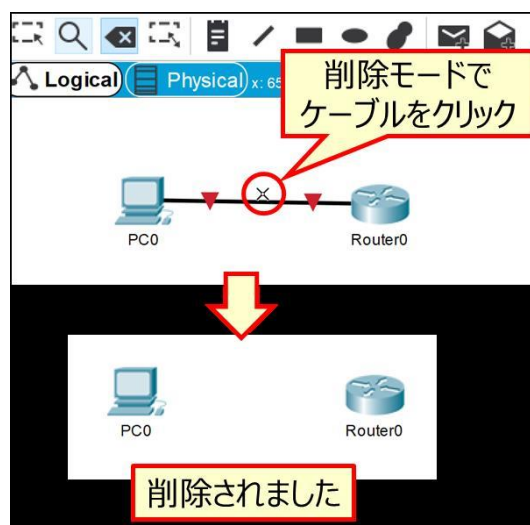 Logical
Physical
x: 65
削除モードで
ケーブルをクリック
PC0
Router0
PC0
Router0
削除されました